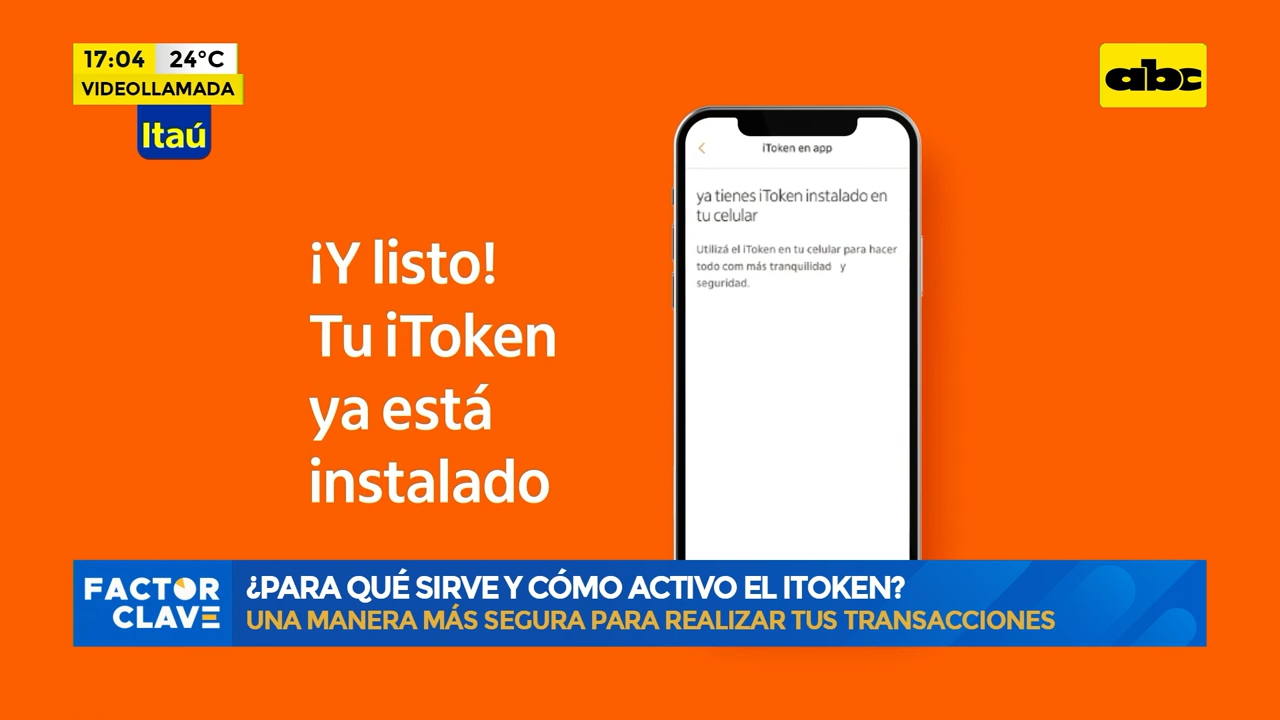 17:04 24°C
VIDEOLLAMADA
Itaú
abc
iToken en app
ya tienes iToken instalado en
tu celular
Utilizá el iToken en tu celular para hacer
todo com más tranquilidad y
seguridad.
¡Y listo!
Tu iToken
ya está
instalado
FACTOR
CLAVE
¿PARA QUÉ SIRVE Y CÓMO ACTIVO EL ITOKEN?
UNA MANERA MÁS SEGURA PARA REALIZAR TUS TRANSACCIONES